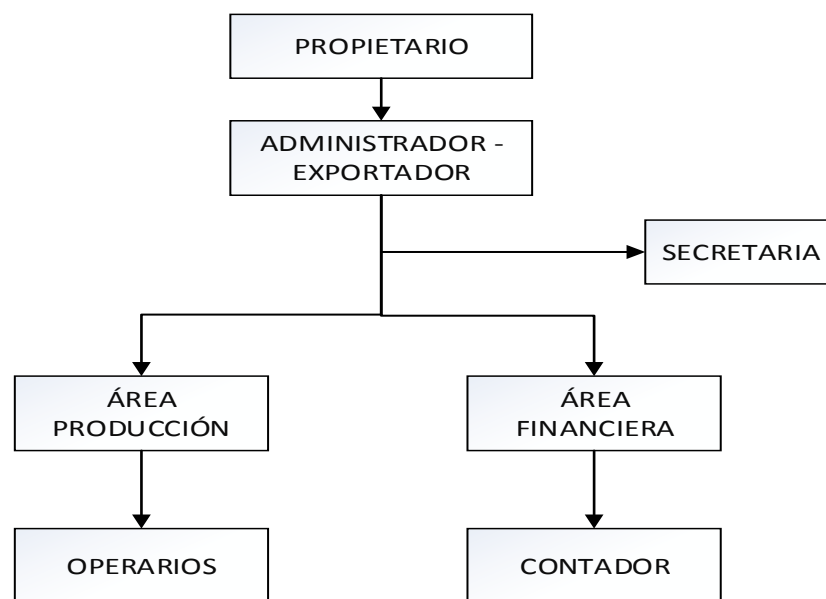 PROPIETARIO
ADMINISTRADOR -
EXPORTADOR
SECRETARIA
ÁREA
PRODUCCIÓN
ÁREA
FINANCIERA
OPERARIOS
CONTADOR